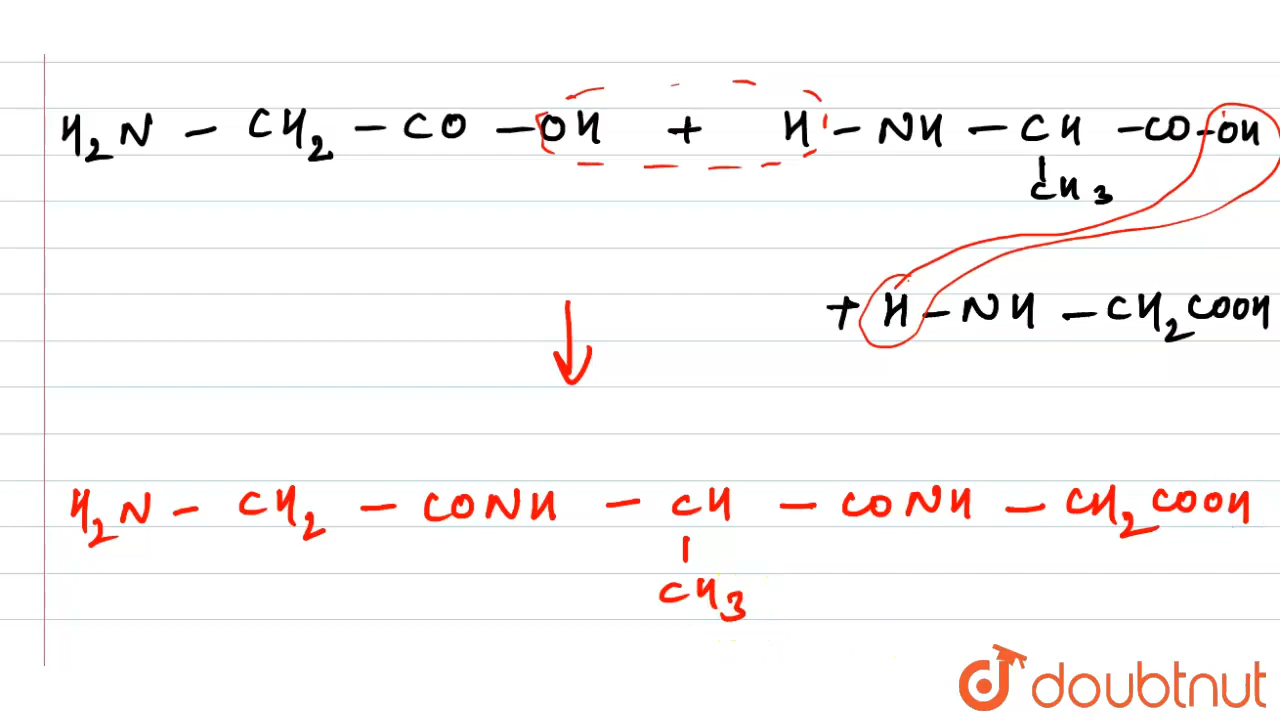 H₂N – CH₂ – CO – OH + H – NH – CH – CO – OH
CH₃
+ H – NH – CH₂COOH
H₂N – CH₂ – CONH – CH – CONH – CH₂COOH
CH₃
doubtnut